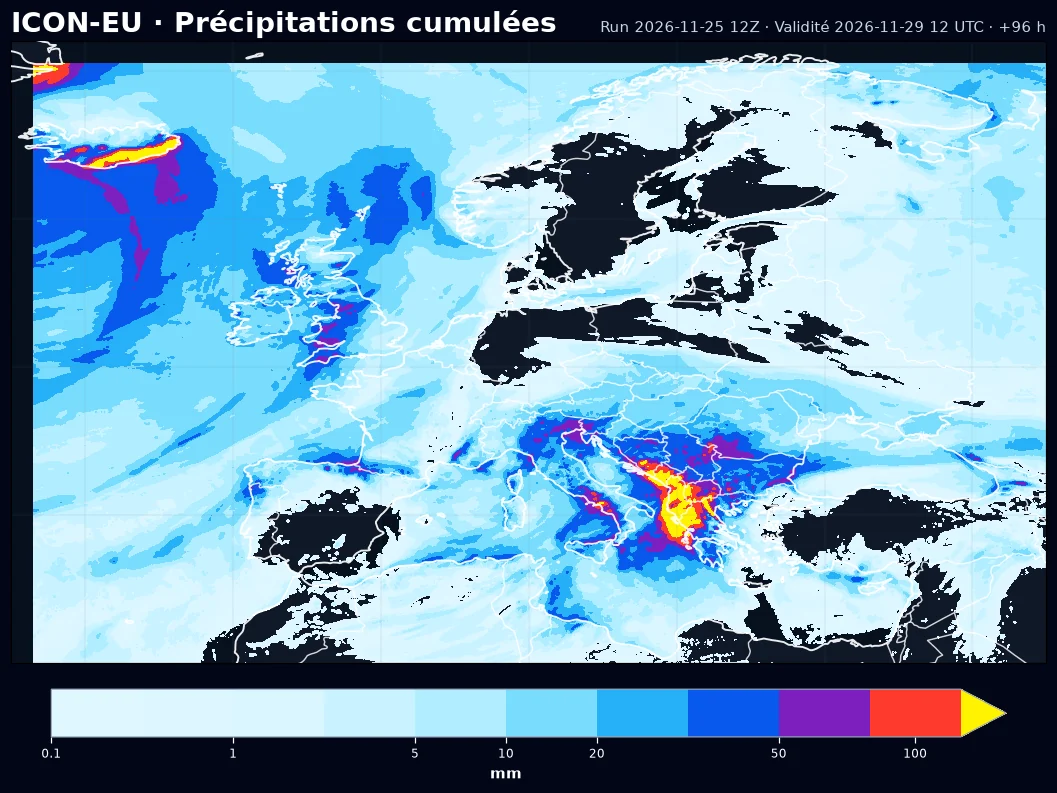 ICON-EU · Précipitations cumulées
Run 2026-11-25 12Z · Validité 2026-11-29 12 UTC · +96 h
0.1 1 5 10 20 50 100
mm